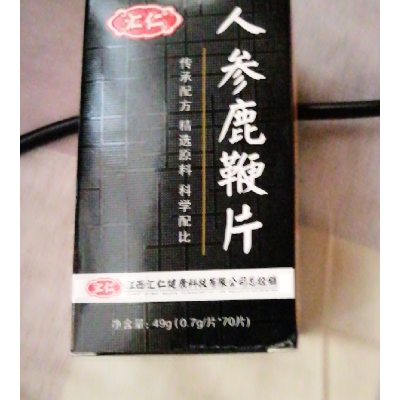 汇仁
人参鹿鞭片
传承配方 精选原料 科学配比
汇仁 江西汇仁健康科技有限公司总经销
净含量: 49g(0.7g/片*70片)